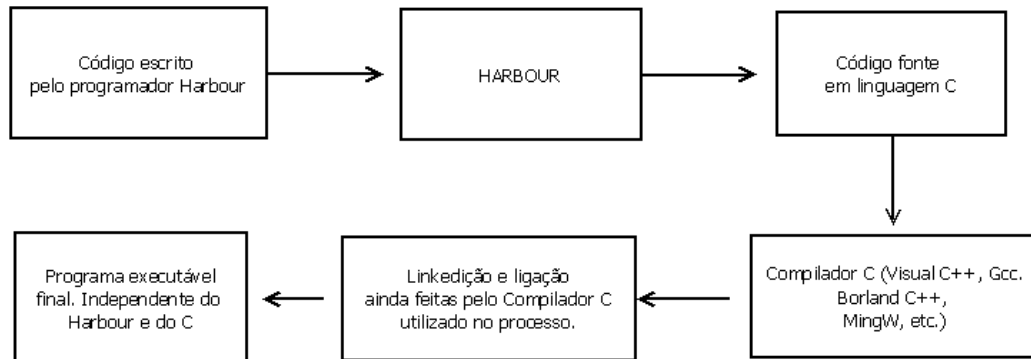 Código escrito
pelo programador Harbour
HARBOUR
Código fonte
em linguagem C
Compilador C (Visual C++, Gcc.
Borland C++,
MingW, etc.)
Linkedição e ligação
ainda feitas pelo Compilador C
utilizado no processo.
Programa executável
final. Independente do
Harbour e do C